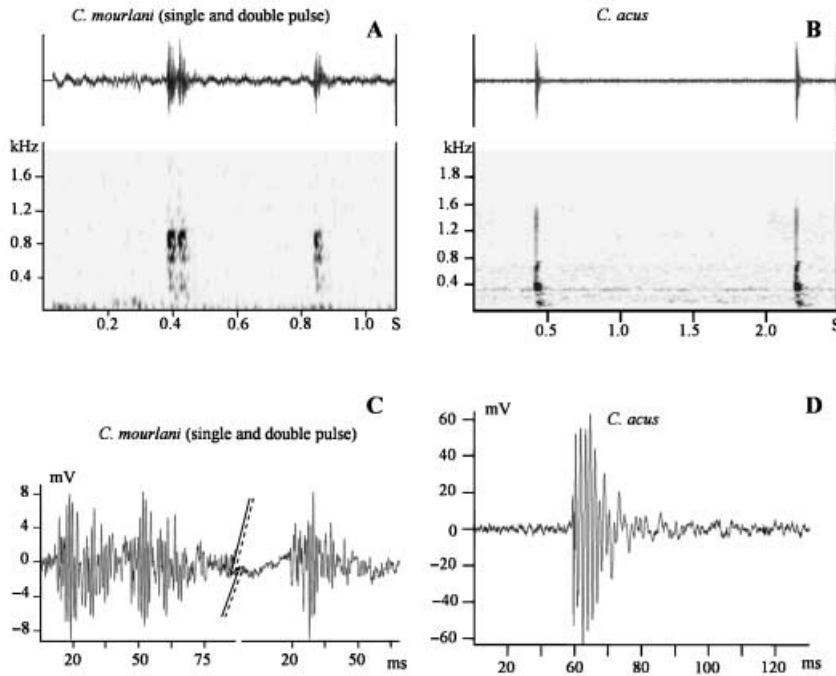 C. mourlani (single and double pulse)
A
kHz
1.6
1.2
0.8
0.4
0.2 0.4 0.6 0.8 1.0 S
C. acus
B
kHz
1.8
1.2
0.8
0.4
0.5 1.0 1.5 2.0 S
C
C. mourlani (single and double pulse)
mV
8
4
0
−4
−8
20 50 75 20 50 ms
D
mV
C. acus
60
40
20
0
−20
−40
−60
20 60 80 100 120 ms